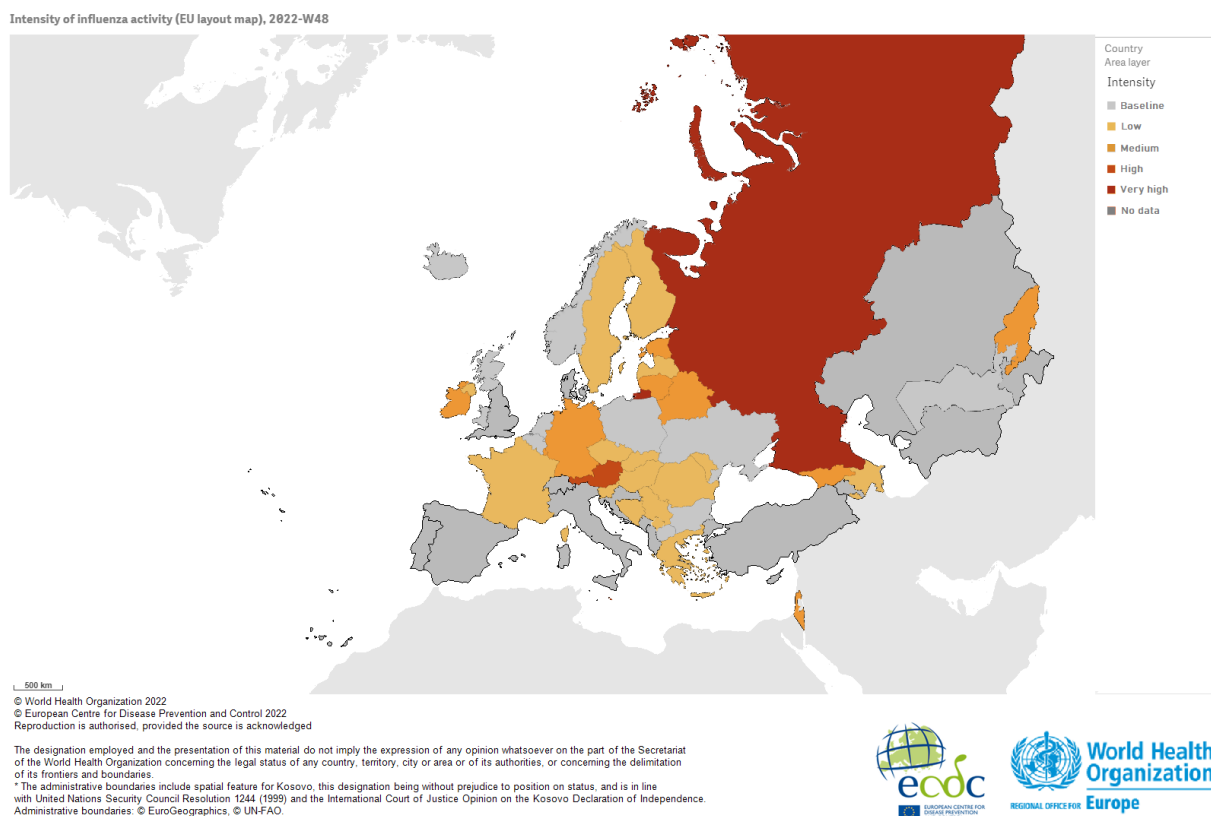 Intensity of influenza activity (EU layout map), 2022-W48
Country
Area layer
Intensity
Baseline
Low
Medium
High
Very high
No data
500 km
© World Health Organization 2022
© European Centre for Disease Prevention and Control 2022
Reproduction is authorised, provided the source is acknowledged
The designation employed and the presentation of this material do not imply the expression of any opinion whatsoever on the part of the Secretariat
of the World Health Organization concerning the legal status of any country, territory, city or area or of its authorities, or concerning the delimitation
of its frontiers and boundaries.
* The administrative boundaries include spatial feature for Kosovo, this designation being without prejudice to position on status, and is in line
with United Nations Security Council Resolution 1244 (1999) and the International Court of Justice Opinion on the Kosovo Declaration of Independence.
Administrative boundaries: © EuroGeographics, © UN-FAO.
ecdc
EUROPEAN CENTRE FOR
DISEASE PREVENTION
World Health
Organization
REGIONAL OFFICE FOR Europe